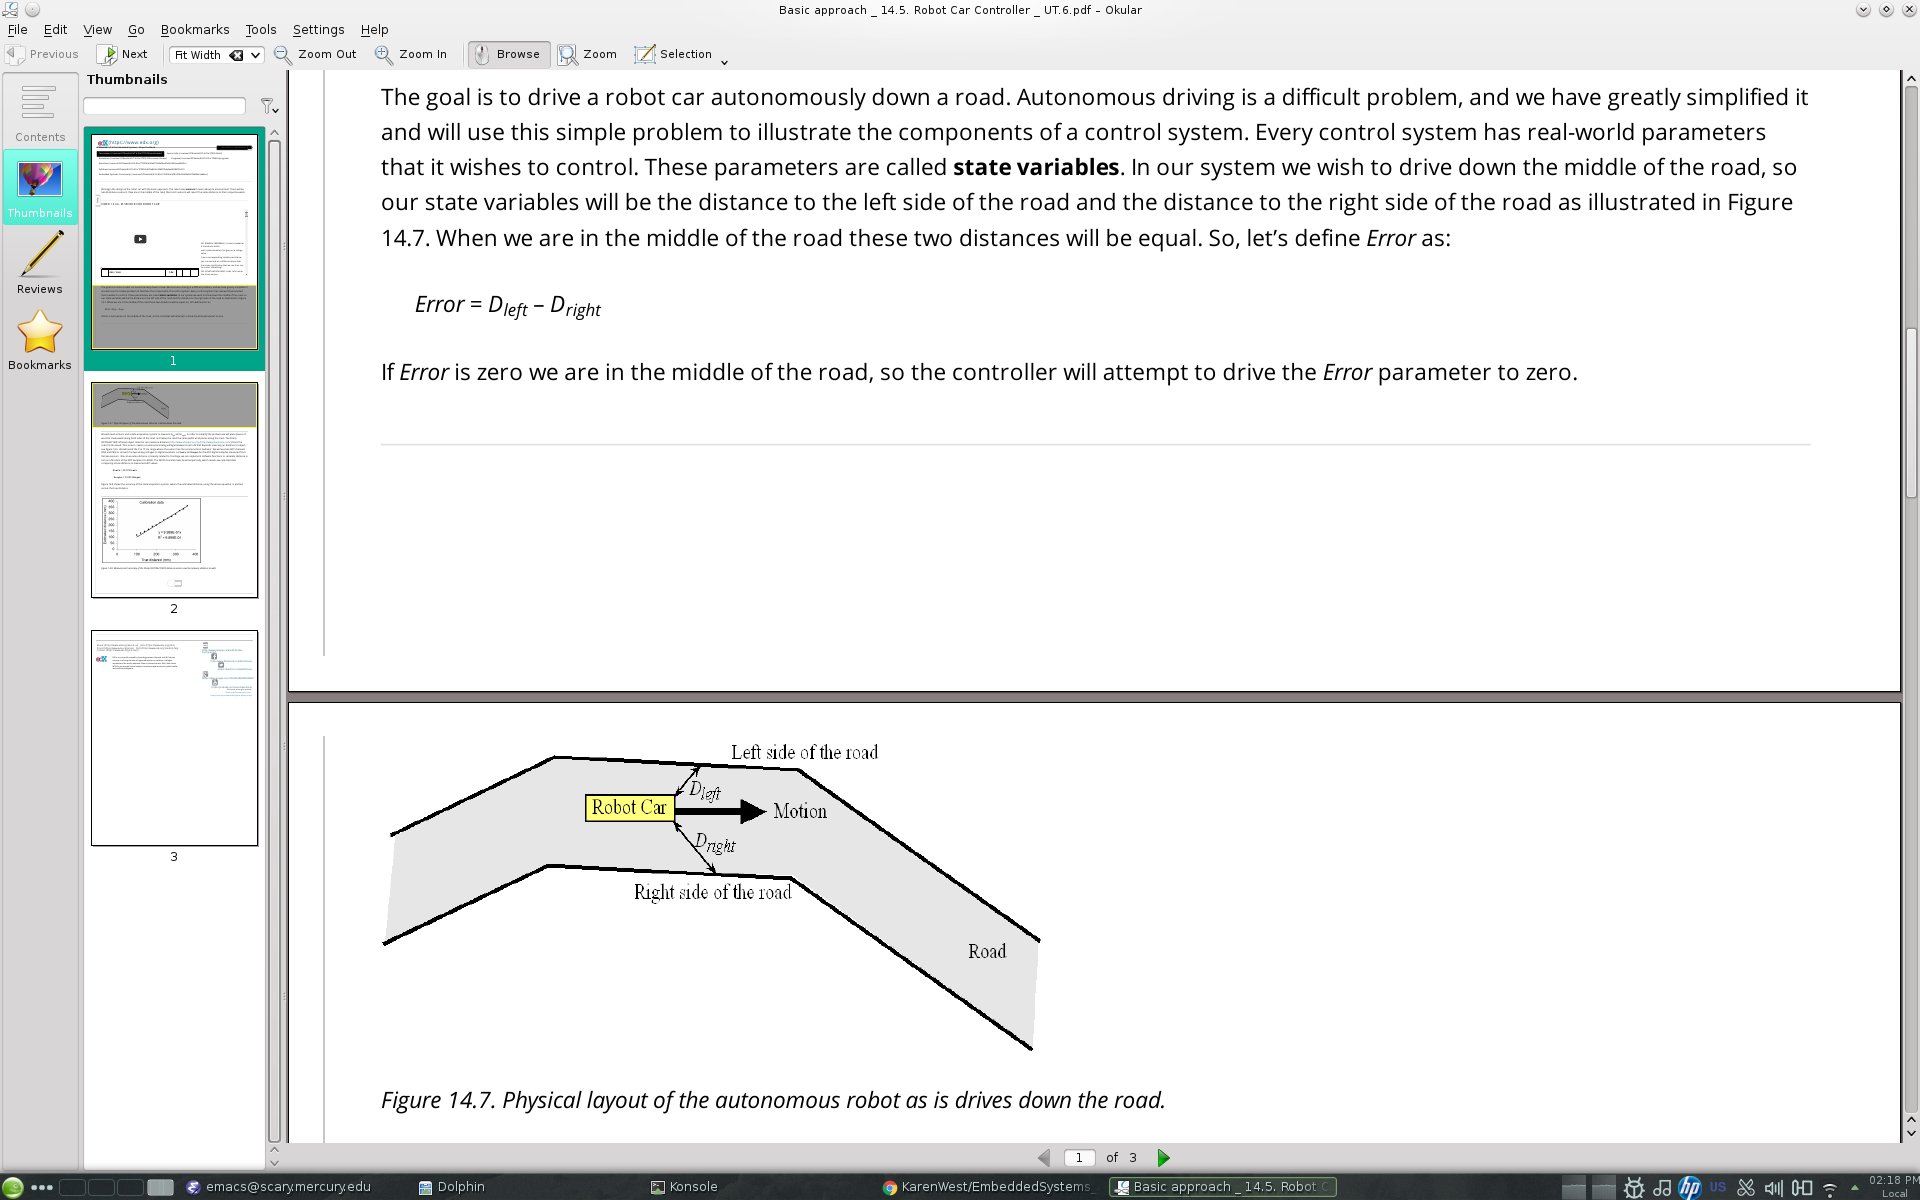 Basic approach _ 14.5. Robot Car Controller _ UT.6.pdf – Okular
File Edit View Go Bookmarks Tools Settings Help
Previous Next Fit Width Zoom Out Zoom In Browse Zoom Selection
Thumbnails
Contents
Thumbnails
Reviews
Bookmarks
1
2
3
The goal is to drive a robot car autonomously down a road. Autonomous driving is a difficult problem, and we have greatly simplified it
and will use this simple problem to illustrate the components of a control system. Every control system has real-world parameters
that it wishes to control. These parameters are called state variables. In our system we wish to drive down the middle of the road, so
our state variables will be the distance to the left side of the road and the distance to the right side of the road as illustrated in Figure
14.7. When we are in the middle of the road these two distances will be equal. So, let's define Error as:
Error = Dleft – Dright
If Error is zero we are in the middle of the road, so the controller will attempt to drive the Error parameter to zero.
Left side of the road
Dleft
Robot Car
Motion
Dright
Right side of the road
Road
Figure 14.7. Physical layout of the autonomous robot as is drives down the road.
1 of 3
emacs@scary.mercury.edu Dolphin Konsole KarenWest/EmbeddedSystems Basic approach _ 14.5. Robot C US 02:18 PM
Local